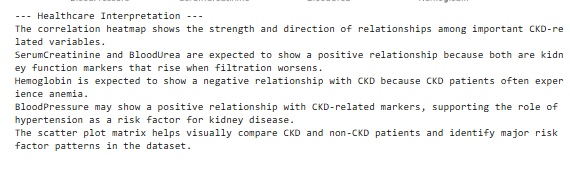 --- Healthcare Interpretation ---
The correlation heatmap shows the strength and direction of relationships among important CKD-re
lated variables.
SerumCreatinine and BloodUrea are expected to show a positive relationship because both are kidn
ey function markers that rise when filtration worsens.
Hemoglobin is expected to show a negative relationship with CKD because CKD patients often exper
ience anemia.
BloodPressure may show a positive relationship with CKD-related markers, supporting the role of
hypertension as a risk factor for kidney disease.
The scatter plot matrix helps visually compare CKD and non-CKD patients and identify major risk
factor patterns in the dataset.